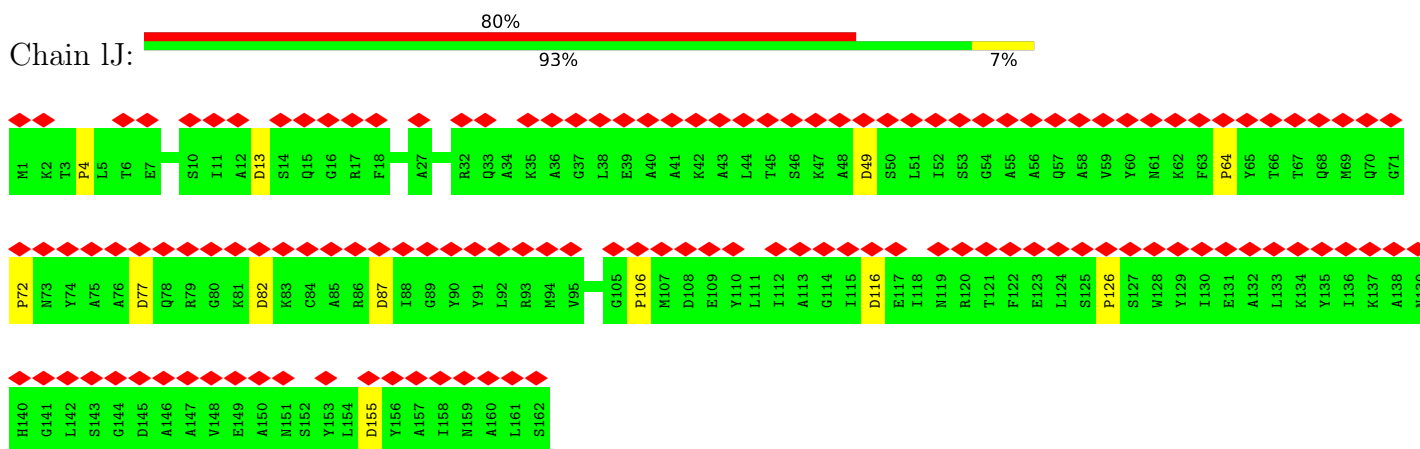 80%
Chain lJ:
93% 7%
M1 K2 T3 P4 L5 T6 E7 S10 I11 A12 D13 S14 Q15 G16 R17 F18 A27 R32 Q33 A34 K35 A36 G37 L38 E39 A40 A41 K42 A43 L44 T45 S46 K47 A48 D49 S50 L51 I52 S53 G54 A55 A56 Q57 A58 V59 Y60 N61 K62 F63 P64 Y65 T66 T67 Q68 M69 Q70 G71
P72 N73 Y74 A75 A76 D77 Q78 R79 G80 K81 D82 K83 C84 A85 R86 D87 I88 G89 Y90 Y91 L92 R93 M94 V95 G105 P106 M107 D108 E109 Y110 L111 I112 A113 G114 I115 D116 E117 I118 N119 R120 T121 F122 E123 L124 S125 P126 S127 W128 Y129 I130 E131 A132 L133 K134 Y135 I136 K137 A138 N139
H140 G141 L142 S143 G144 D145 A146 A147 V148 E149 A150 N151 S152 Y153 L154 D155 Y156 A157 I158 N159 A160 L161 S162